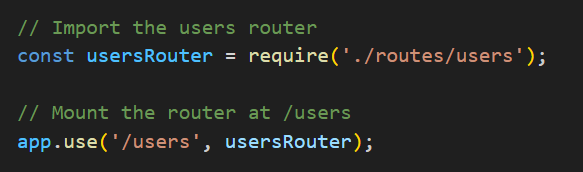 // Import the users router
const usersRouter = require('./routes/users');
// Mount the router at /users
app.use('/users', usersRouter);